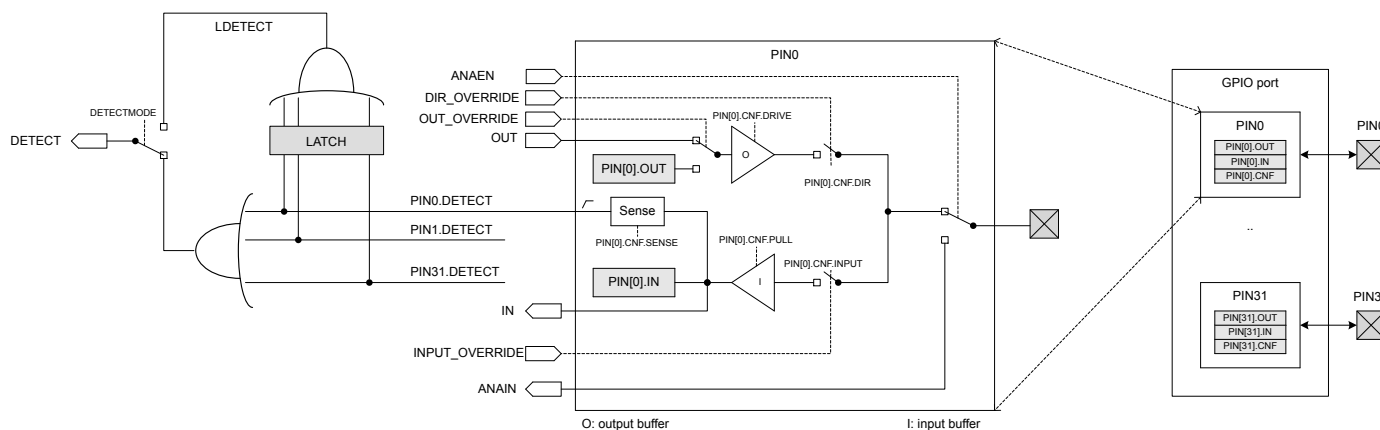 LDETECT
PIN0
ANAEN
GPIO port
DIR_OVERRIDE
DETECTMODE
OUT_OVERRIDE
PIN[0].CNF.DRIVE
PIN0
DETECT
LATCH
OUT
O
PIN[0].OUT
PIN[0].OUT
PIN[0].IN
PIN[0].CNF
PIN[0].CNF.DIR
PIN0.DETECT
Sense
PIN1.DETECT
PIN[0].CNF.SENSE
PIN[0].CNF.PULL
..
PIN[0].CNF.INPUT
PIN31.DETECT
PIN[0].IN
I
PIN31
IN
PIN[31].OUT
PIN[31].IN
PIN[31].CNF
INPUT_OVERRIDE
ANAIN
O: output buffer
I: input buffer